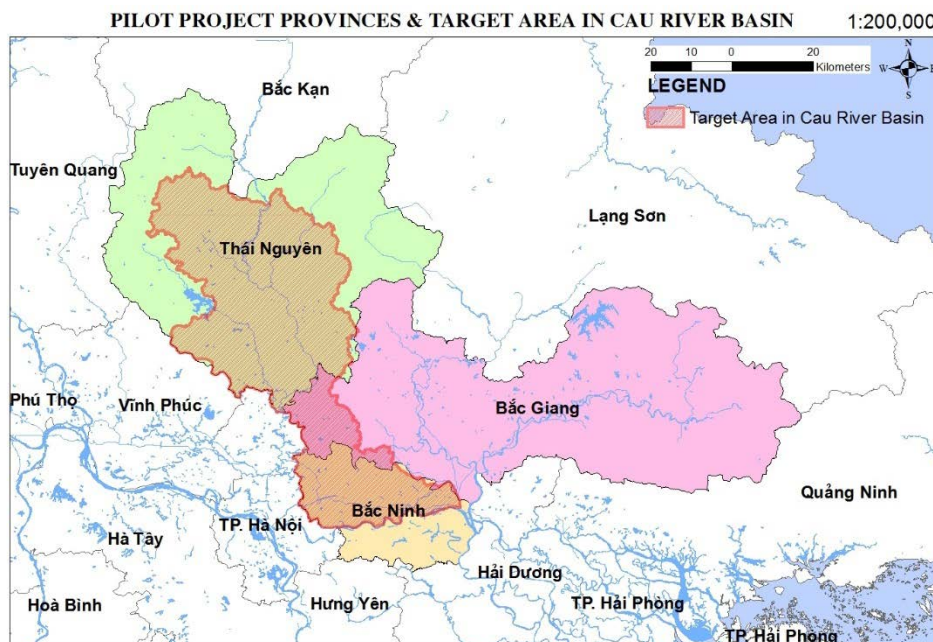 PILOT PROJECT PROVINCES & TARGET AREA IN CAU RIVER BASIN 1:200,000
20 10 0 20
Kilometers
N
W E
S
LEGEND
Target Area in Cau River Basin
Bắc Kạn
Tuyên Quang
Lạng Sơn
Thái Nguyên
Phú Thọ
Vĩnh Phúc
Bắc Giang
Quảng Ninh
Bắc Ninh
TP. Hà Nội
Hà Tây
Hải Dương
Hoà Bình
Hưng Yên
TP. Hải Phòng
TP. Hải Phòng